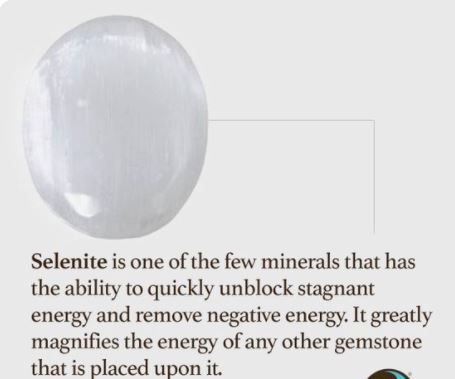 Selenite is one of the few minerals that has
the ability to quickly unblock stagnant
energy and remove negative energy. It greatly
magnifies the energy of any other gemstone
that is placed upon it.